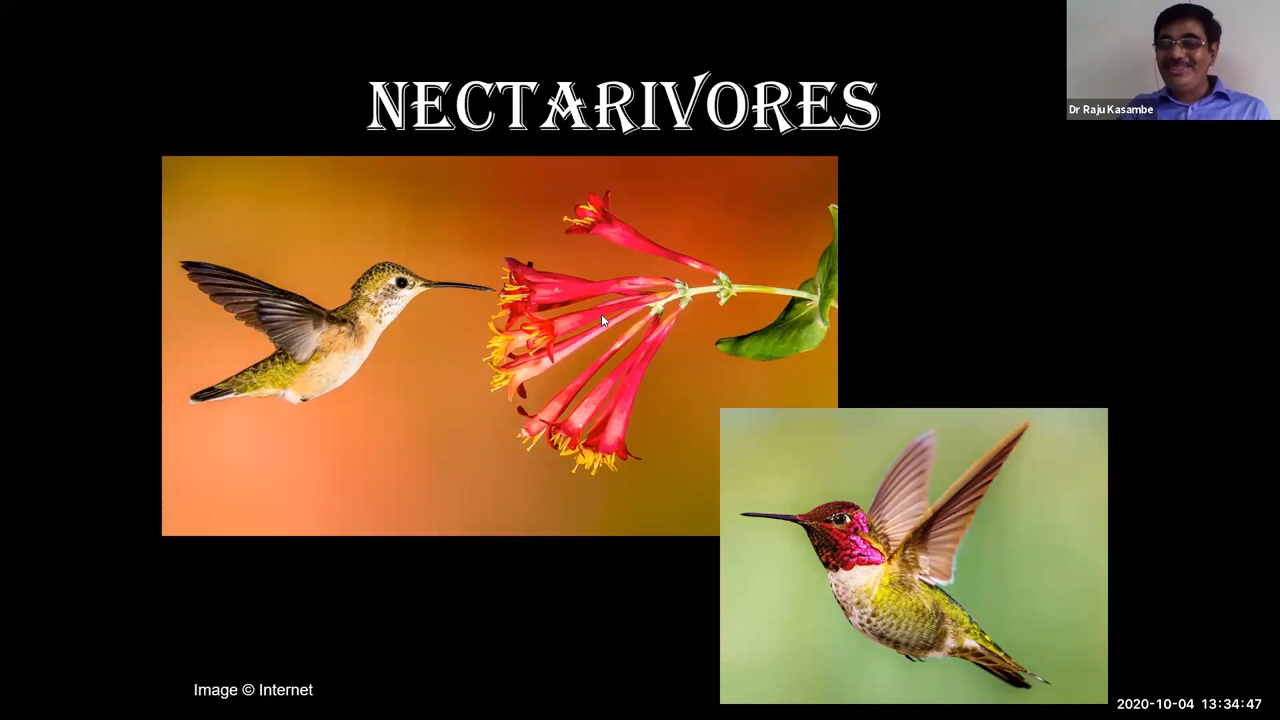 NECTARIVORES
Dr Raju Kasambe
Image © Internet
2020-10-04 13:34:47